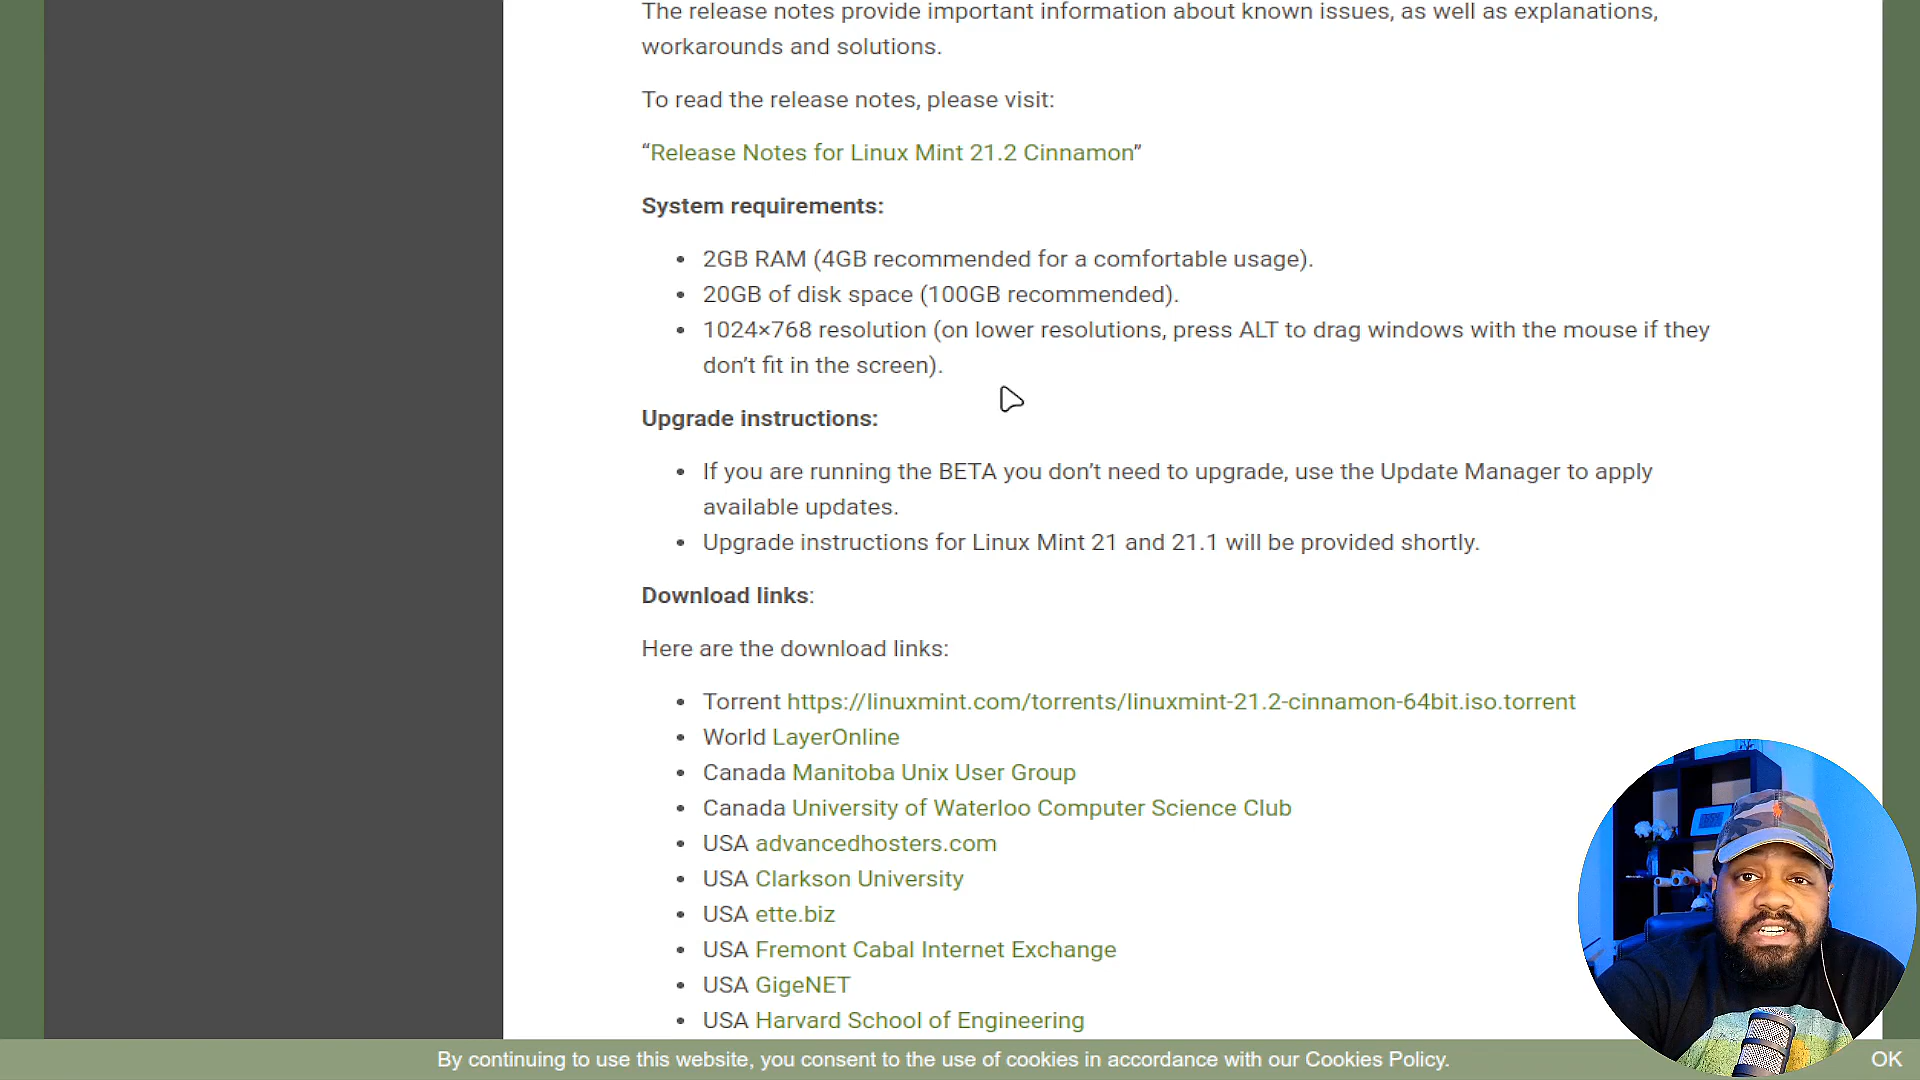 The release notes provide important information about known issues, as well as explanations,
workarounds and solutions.
To read the release notes, please visit:
“Release Notes for Linux Mint 21.2 Cinnamon”
System requirements:
• 2GB RAM (4GB recommended for a comfortable usage).
• 20GB of disk space (100GB recommended).
• 1024×768 resolution (on lower resolutions, press ALT to drag windows with the mouse if they
don’t fit in the screen).
Upgrade instructions:
• If you are running the BETA you don’t need to upgrade, use the Update Manager to apply
available updates.
• Upgrade instructions for Linux Mint 21 and 21.1 will be provided shortly.
Download links:
Here are the download links:
• Torrent https://linuxmint.com/torrents/linuxmint-21.2-cinnamon-64bit.iso.torrent
• World LayerOnline
• Canada Manitoba Unix User Group
• Canada University of Waterloo Computer Science Club
• USA advancedhosters.com
• USA Clarkson University
• USA ette.biz
• USA Fremont Cabal Internet Exchange
• USA GigeNET
• USA Harvard School of Engineering
By continuing to use this website, you consent to the use of cookies in accordance with our Cookies Policy. OK